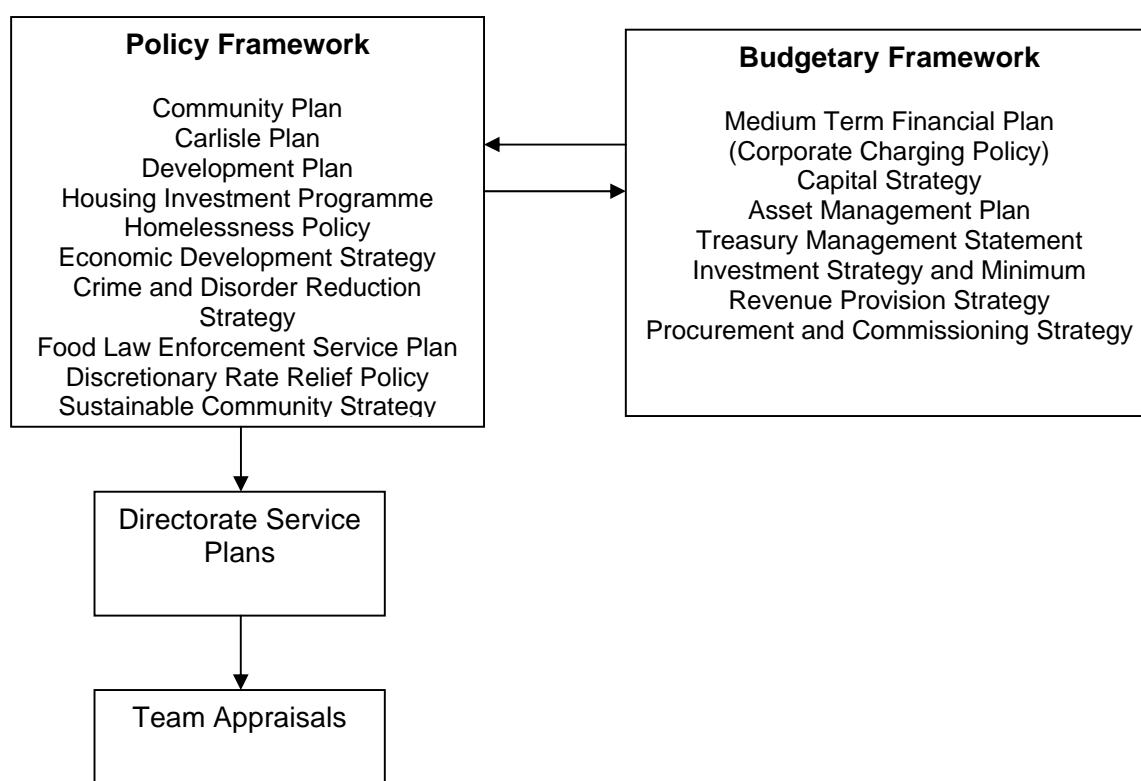 Policy Framework
Community Plan
Carlisle Plan
Development Plan
Housing Investment Programme
Homelessness Policy
Economic Development Strategy
Crime and Disorder Reduction
Strategy
Food Law Enforcement Service Plan
Discretionary Rate Relief Policy
Sustainable Community Strategy
Budgetary Framework
Medium Term Financial Plan
(Corporate Charging Policy)
Capital Strategy
Asset Management Plan
Treasury Management Statement
Investment Strategy and Minimum
Revenue Provision Strategy
Procurement and Commissioning Strategy
Directorate Service
Plans
Team Appraisals